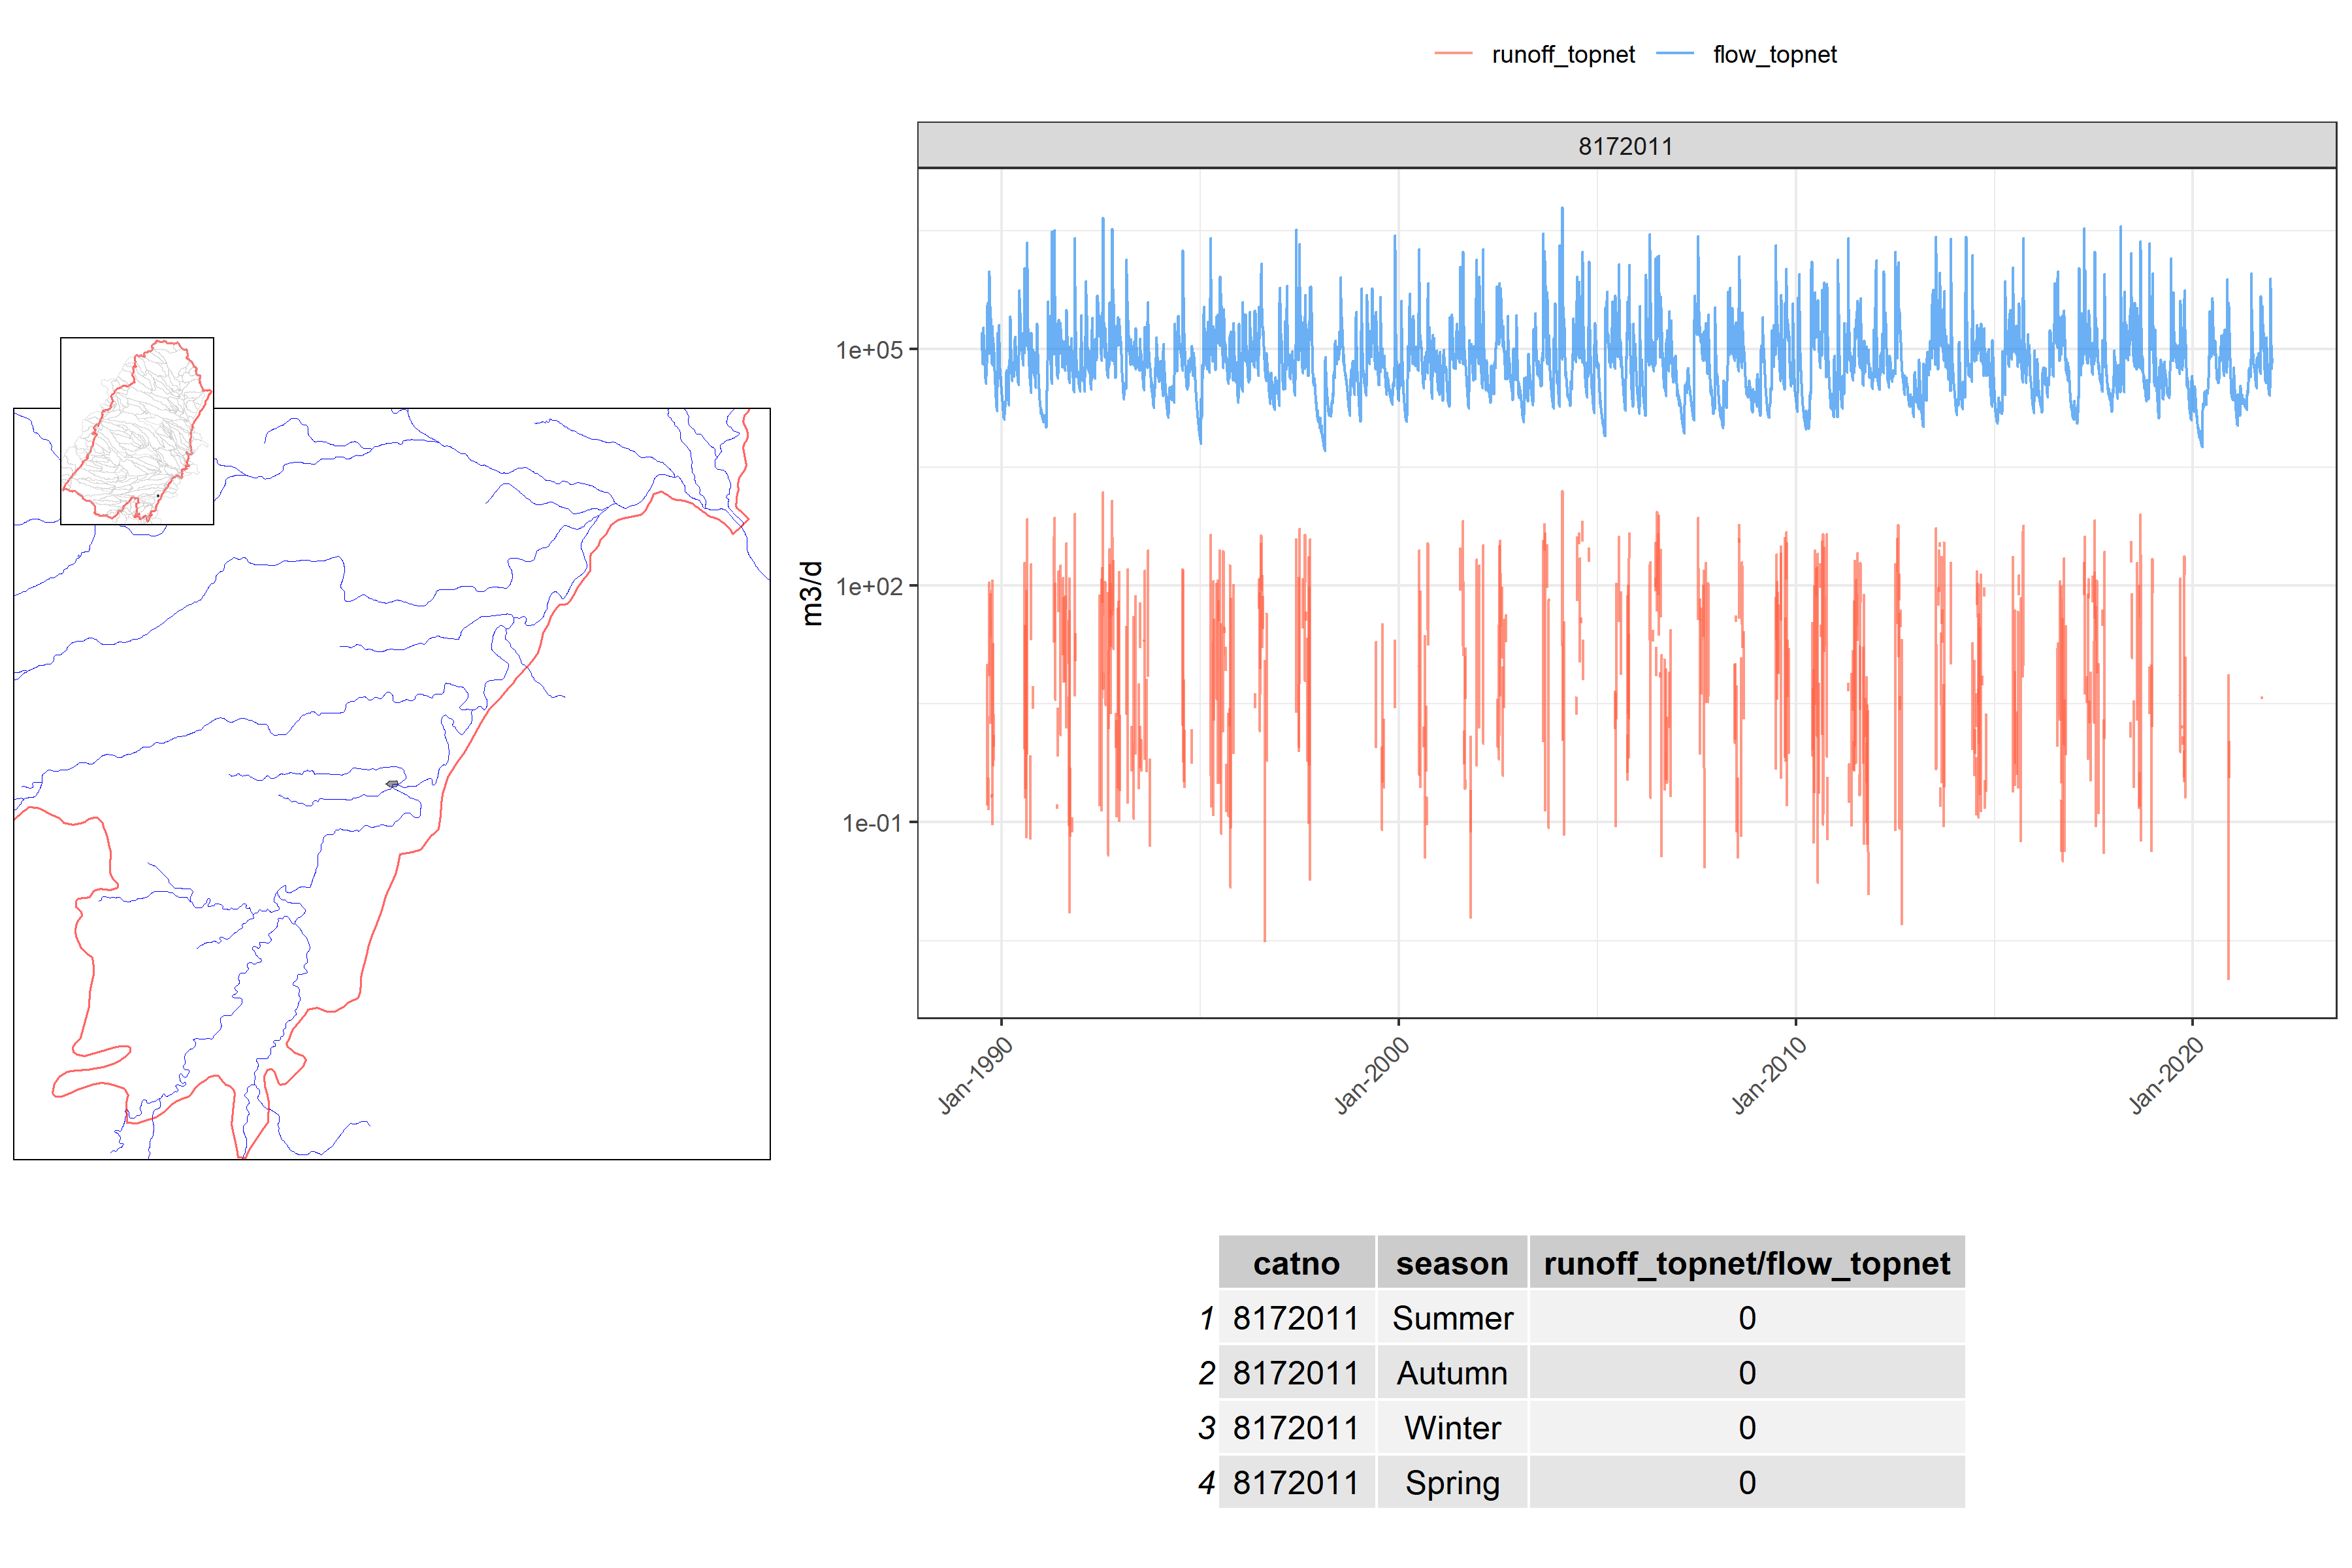 runoff_topnet flow_topnet
8172011
m3/d
1e+05
1e+02
1e-01
Jan-1990 Jan-2000 Jan-2010 Jan-2020
catno season runoff_topnet/flow_topnet
1 8172011 Summer 0
2 8172011 Autumn 0
3 8172011 Winter 0
4 8172011 Spring 0